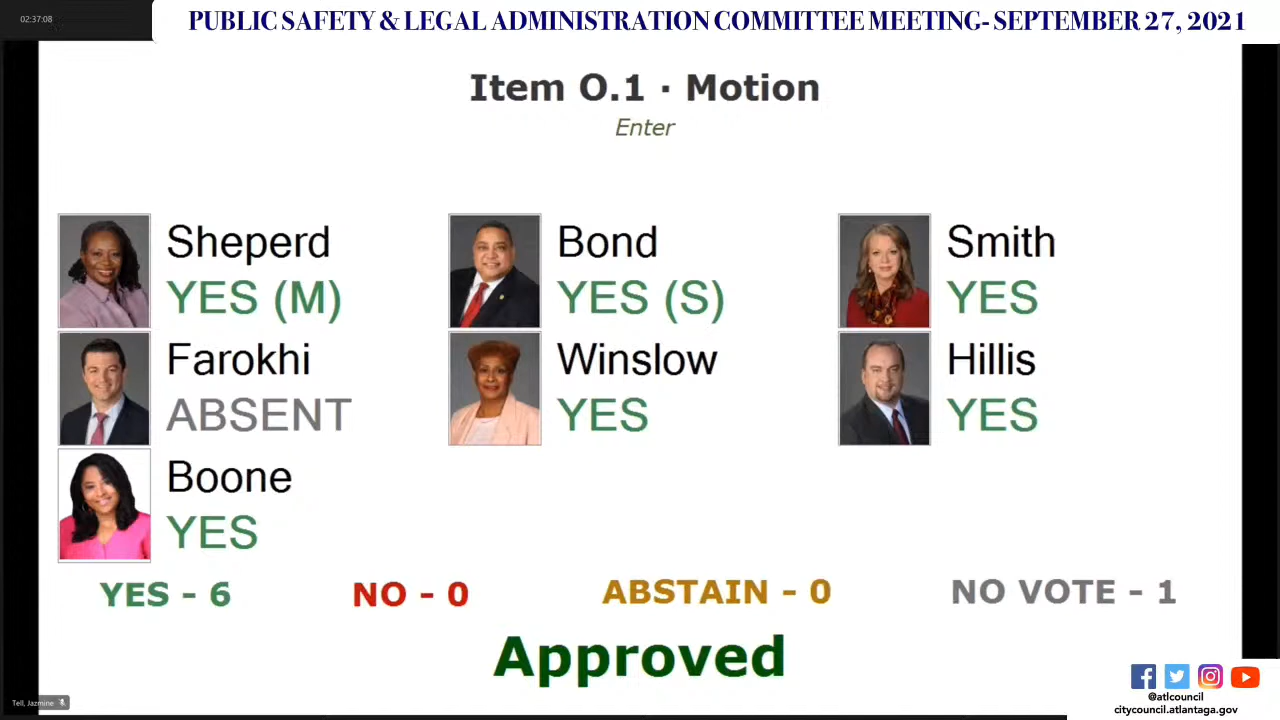 02:37:08
PUBLIC SAFETY & LEGAL ADMINISTRATION COMMITTEE MEETING- SEPTEMBER 27, 2021
Item O.1 · Motion
Enter
Sheperd
YES (M)
Bond
YES (S)
Smith
YES
Farokhi
ABSENT
Winslow
YES
Hillis
YES
Boone
YES
YES - 6
NO - 0
ABSTAIN - 0
NO VOTE - 1
Approved
@atlcouncil
citycouncil.atlantaga.gov
Tell, Jazmine